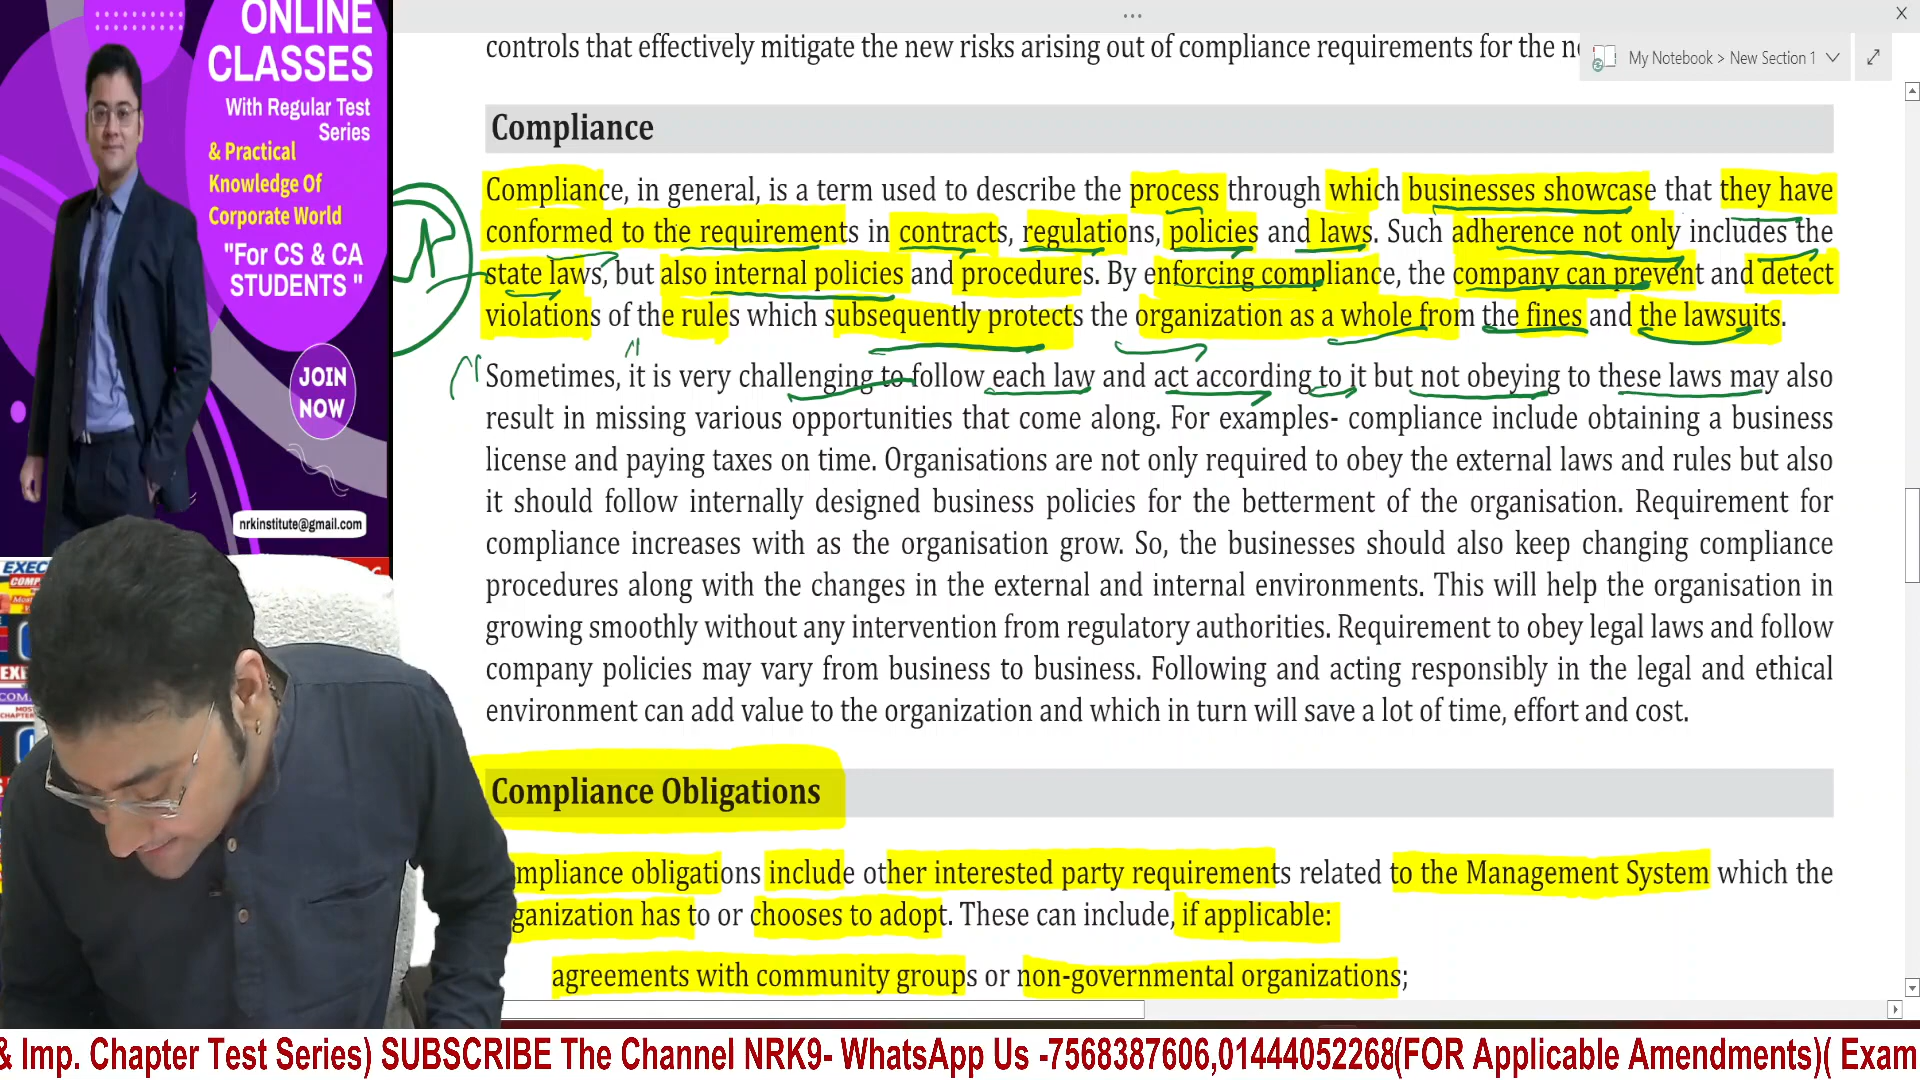 ONLINE
CLASSES
With Regular Test
Series
& Practical
Knowledge Of
Corporate World
"For CS & CA
STUDENTS "
JOIN
NOW
nrkinstitute@gmail.com
My Notebook > New Section 1
controls that effectively mitigate the new risks arising out of compliance requirements for the
Compliance
Compliance, in general, is a term used to describe the process through which businesses showcase that they have
conformed to the requirements in contracts, regulations, policies and laws. Such adherence not only includes the
state laws, but also internal policies and procedures. By enforcing compliance, the company can prevent and detect
violations of the rules which subsequently protects the organization as a whole from the fines and the lawsuits.
Sometimes, it is very challenging to follow each law and act according to it but not obeying to these laws may also
result in missing various opportunities that come along. For examples- compliance include obtaining a business
license and paying taxes on time. Organisations are not only required to obey the external laws and rules but also
it should follow internally designed business policies for the betterment of the organisation. Requirement for
compliance increases with as the organisation grow. So, the businesses should also keep changing compliance
procedures along with the changes in the external and internal environments. This will help the organisation in
growing smoothly without any intervention from regulatory authorities. Requirement to obey legal laws and follow
company policies may vary from business to business. Following and acting responsibly in the legal and ethical
environment can add value to the organization and which in turn will save a lot of time, effort and cost.
Compliance Obligations
mpliance obligations include other interested party requirements related to the Management System which the
ganization has to or chooses to adopt. These can include, if applicable:
agreements with community groups or non-governmental organizations;
& Imp. Chapter Test Series) SUBSCRIBE The Channel NRK9- WhatsApp Us -7568387606,01444052268(FOR Applicable Amendments)( Exam